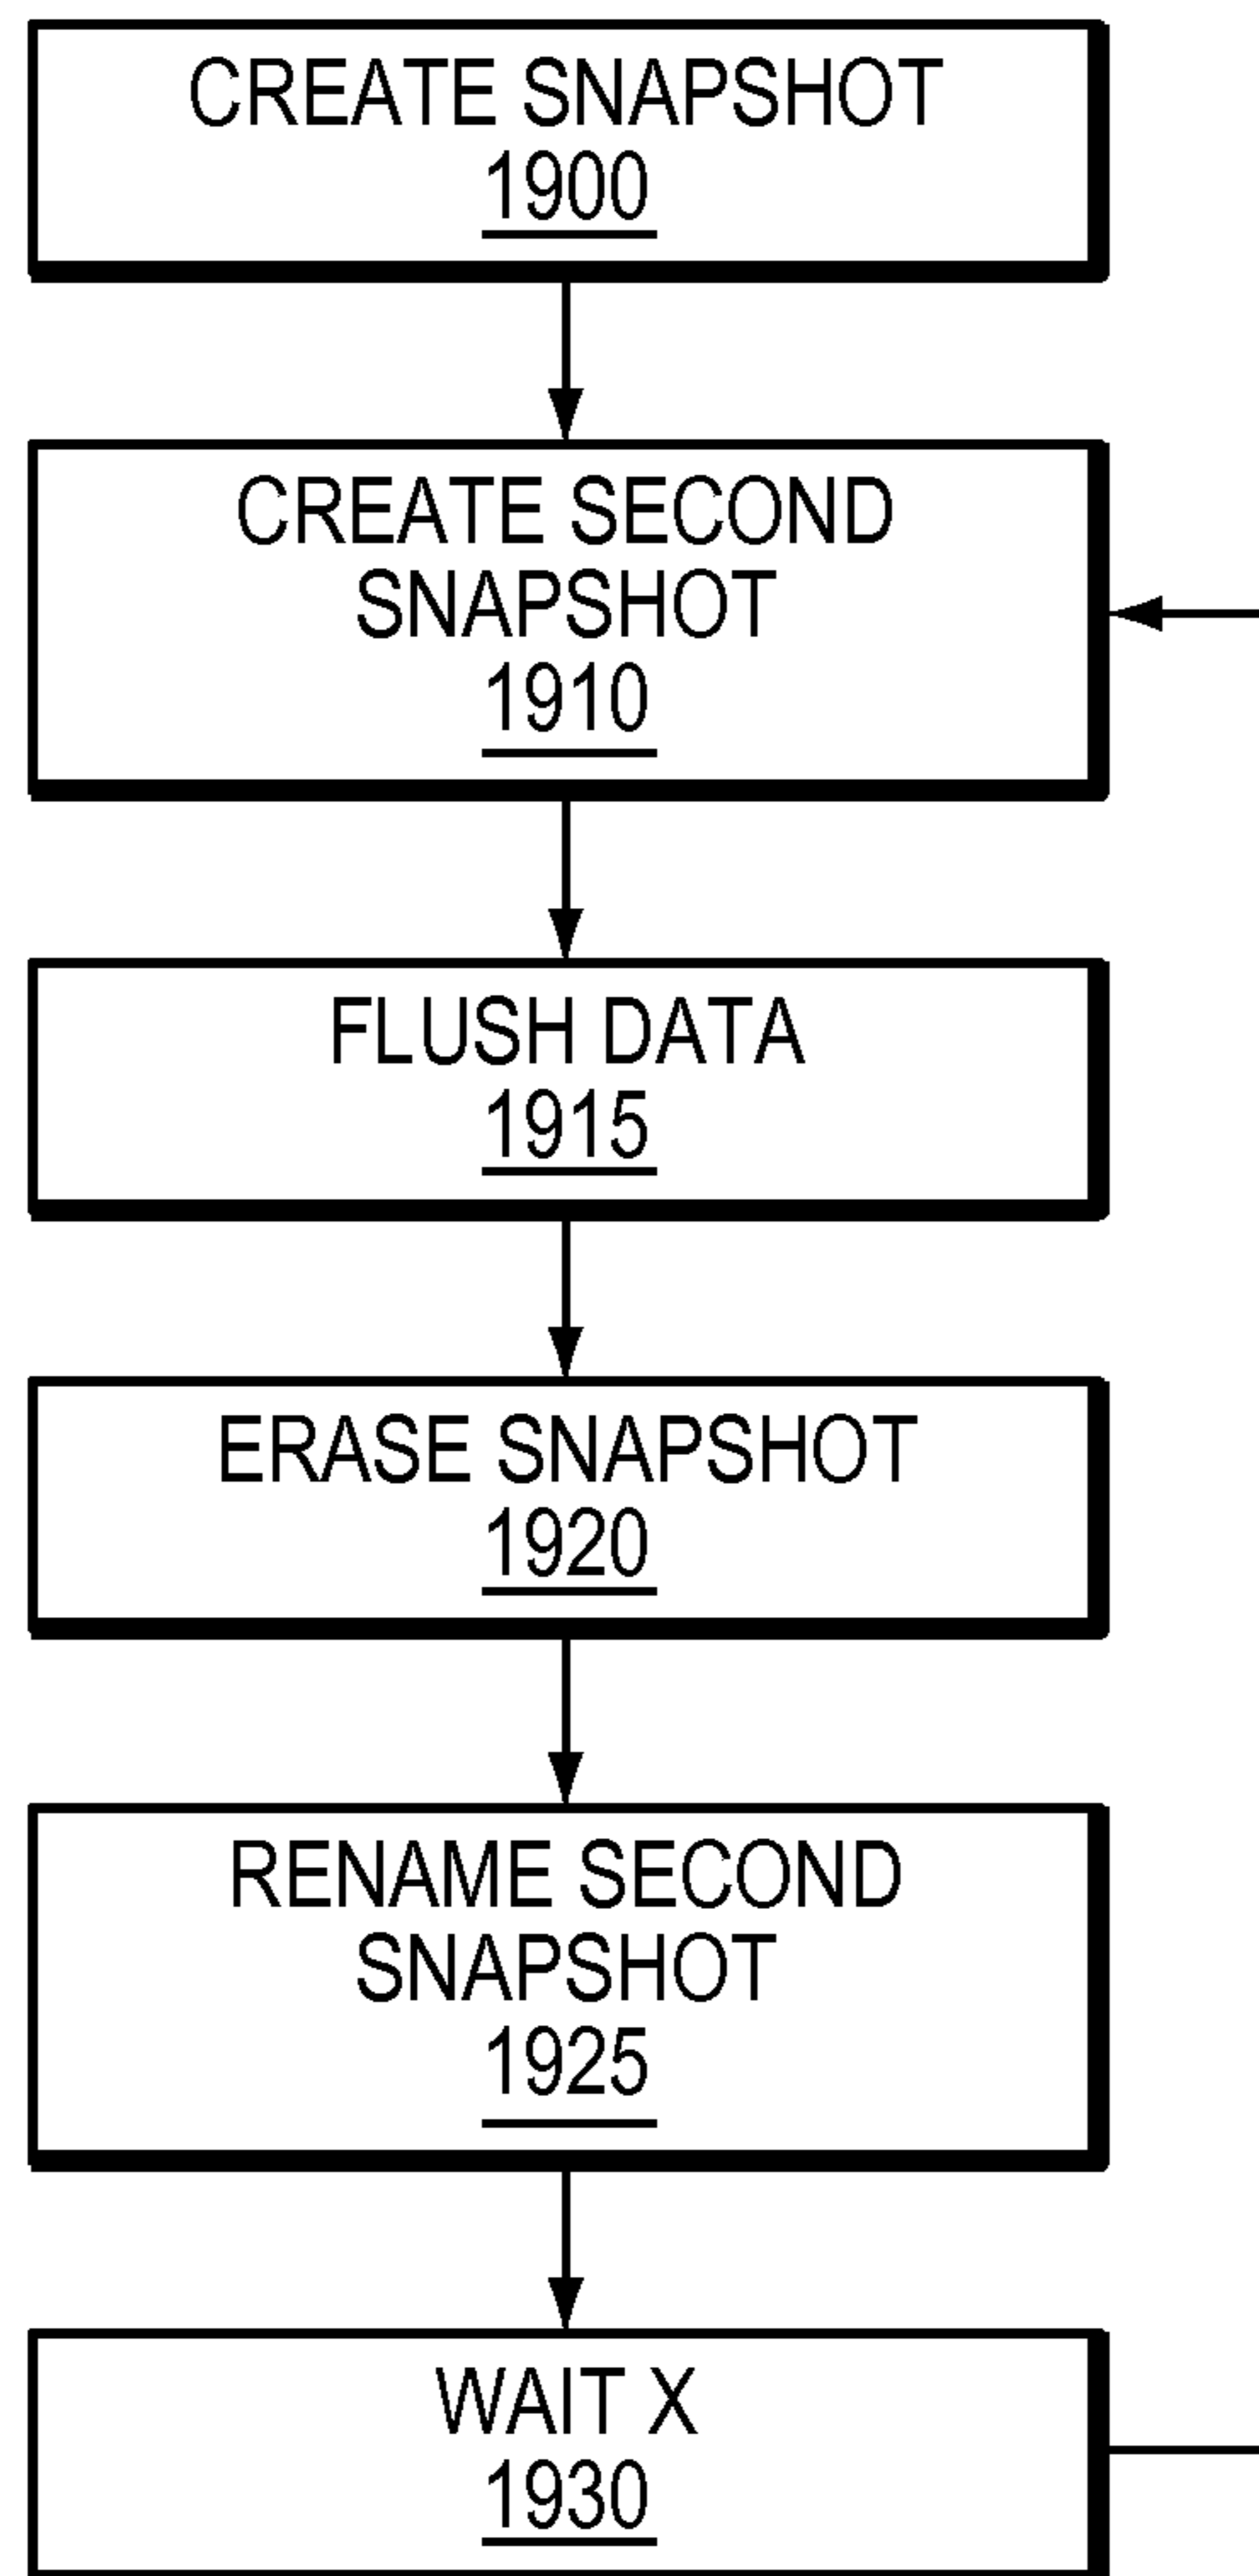 CREATE SNAPSHOT
1900
CREATE SECOND
SNAPSHOT
1910
FLUSH DATA
1915
ERASE SNAPSHOT
1920
RENAME SECOND
SNAPSHOT
1925
WAIT X
1930